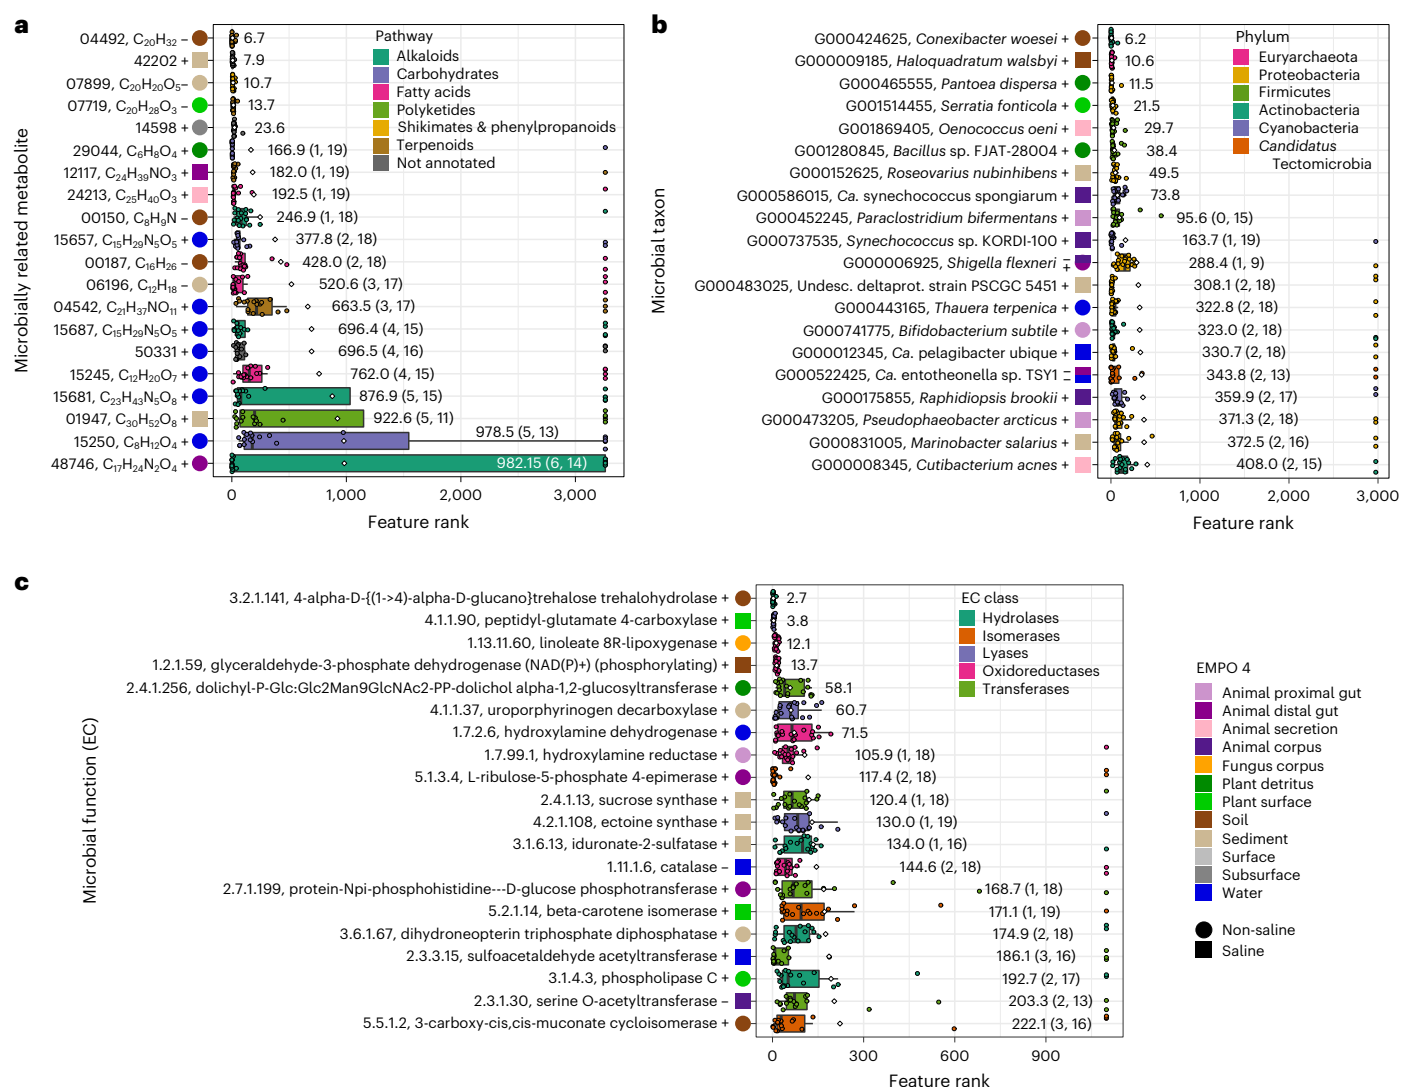 a
Microbially related metabolite
04492, C20H32 –
42202 +
07899, C20H20O5–
07719, C20H28O3 –
14598 +
29044, C6H8O4 +
12117, C24H39NO3 +
24213, C25H40O3 +
00150, C8H9N –
15657, C15H29N5O5 +
00187, C16H26 –
06196, C12H18 –
04542, C21H37NO11 +
15687, C15H29N5O5 +
50331 +
15245, C12H20O7 +
15681, C23H43N5O8 +
01947, C30H52O8 +
15250, C8H12O4 +
48746, C17H24N2O4 +
6.7
7.9
10.7
13.7
23.6
166.9 (1, 19)
182.0 (1, 19)
192.5 (1, 19)
246.9 (1, 18)
377.8 (2, 18)
428.0 (2, 18)
520.6 (3, 17)
663.5 (3, 17)
696.4 (4, 15)
696.5 (4, 16)
762.0 (4, 15)
876.9 (5, 15)
922.6 (5, 11)
978.5 (5, 13)
982.15 (6, 14)
Pathway
Alkaloids
Carbohydrates
Fatty acids
Polyketides
Shikimates & phenylpropanoids
Terpenoids
Not annotated
0 1,000 2,000 3,000
Feature rank
b
Microbial taxon
G000424625, Conexibacter woesei +
G000009185, Haloquadratum walsbyi +
G000465555, Pantoea dispersa +
G001514455, Serratia fonticola +
G001869405, Oenococcus oeni +
G001280845, Bacillus sp. FJAT-28004 +
G000152625, Roseovarius nubinhibens +
G000586015, Ca. synechococcus spongiarum +
G000452245, Paraclostridium bifermentans +
G000737535, Synechococcus sp. KORDI-100 +
G000006925, Shigella flexneri – +
G000483025, Undesc. deltaprot. strain PSCGC 5451 +
G000443165, Thauera terpenica +
G000741775, Bifidobacterium subtile +
G000012345, Ca. pelagibacter ubique +
G000522425, Ca. entotheonella sp. TSY1 – –
G000175855, Raphidiopsis brookii +
G000473205, Pseudophaeobacter arcticus +
G000831005, Marinobacter salarius +
G000008345, Cutibacterium acnes +
6.2
10.6
11.5
21.5
29.7
38.4
49.5
73.8
95.6 (0, 15)
163.7 (1, 19)
288.4 (1, 9)
308.1 (2, 18)
322.8 (2, 18)
323.0 (2, 18)
330.7 (2, 18)
343.8 (2, 13)
359.9 (2, 17)
371.3 (2, 18)
372.5 (2, 16)
408.0 (2, 15)
Phylum
Euryarchaeota
Proteobacteria
Firmicutes
Actinobacteria
Cyanobacteria
Candidatus
Tectomicrobia
0 1,000 2,000 3,000
Feature rank
c
Microbial function (EC)
3.2.1.141, 4-alpha-D-{(1->4)-alpha-D-glucano}trehalose trehalohydrolase +
4.1.1.90, peptidyl-glutamate 4-carboxylase +
1.13.11.60, linoleate 8R-lipoxygenase +
1.2.1.59, glyceraldehyde-3-phosphate dehydrogenase (NAD(P)+) (phosphorylating) +
2.4.1.256, dolichyl-P-Glc:Glc2Man9GlcNAc2-PP-dolichol alpha-1,2-glucosyltransferase +
4.1.1.37, uroporphyrinogen decarboxylase +
1.7.2.6, hydroxylamine dehydrogenase +
1.7.99.1, hydroxylamine reductase +
5.1.3.4, L-ribulose-5-phosphate 4-epimerase +
2.4.1.13, sucrose synthase +
4.2.1.108, ectoine synthase +
3.1.6.13, iduronate-2-sulfatase +
1.11.1.6, catalase –
2.7.1.199, protein-Npi-phosphohistidine---D-glucose phosphotransferase +
5.2.1.14, beta-carotene isomerase +
3.6.1.67, dihydroneopterin triphosphate diphosphatase +
2.3.3.15, sulfoacetaldehyde acetyltransferase +
3.1.4.3, phospholipase C +
2.3.1.30, serine O-acetyltransferase –
5.5.1.2, 3-carboxy-cis,cis-muconate cycloisomerase +
2.7
3.8
12.1
13.7
58.1
60.7
71.5
105.9 (1, 18)
117.4 (2, 18)
120.4 (1, 18)
130.0 (1, 19)
134.0 (1, 16)
144.6 (2, 18)
168.7 (1, 18)
171.1 (1, 19)
174.9 (2, 18)
186.1 (3, 16)
192.7 (2, 17)
203.3 (2, 13)
222.1 (3, 16)
EC class
Hydrolases
Isomerases
Lyases
Oxidoreductases
Transferases
0 300 600 900
Feature rank
EMPO 4
Animal proximal gut
Animal distal gut
Animal secretion
Animal corpus
Fungus corpus
Plant detritus
Plant surface
Soil
Sediment
Surface
Subsurface
Water
Non-saline
Saline